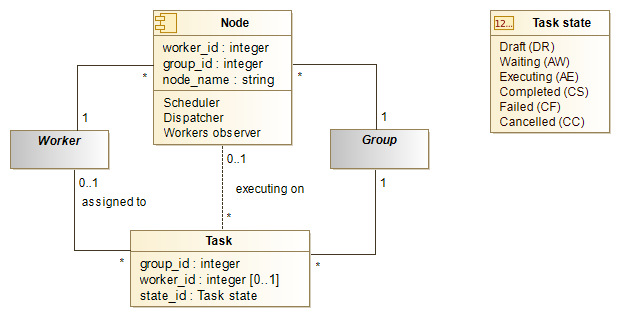 Node
worker_id : integer
group_id : integer
node_name : string
Scheduler
Dispatcher
Workers observer
12...
Task state
Draft (DR)
Waiting (AW)
Executing (AE)
Completed (CS)
Failed (CF)
Cancelled (CC)
*
*
1
1
Worker
Group
0..1
0..1
1
assigned to
executing on
*
*
*
Task
group_id : integer
worker_id : integer [0..1]
state_id : Task state